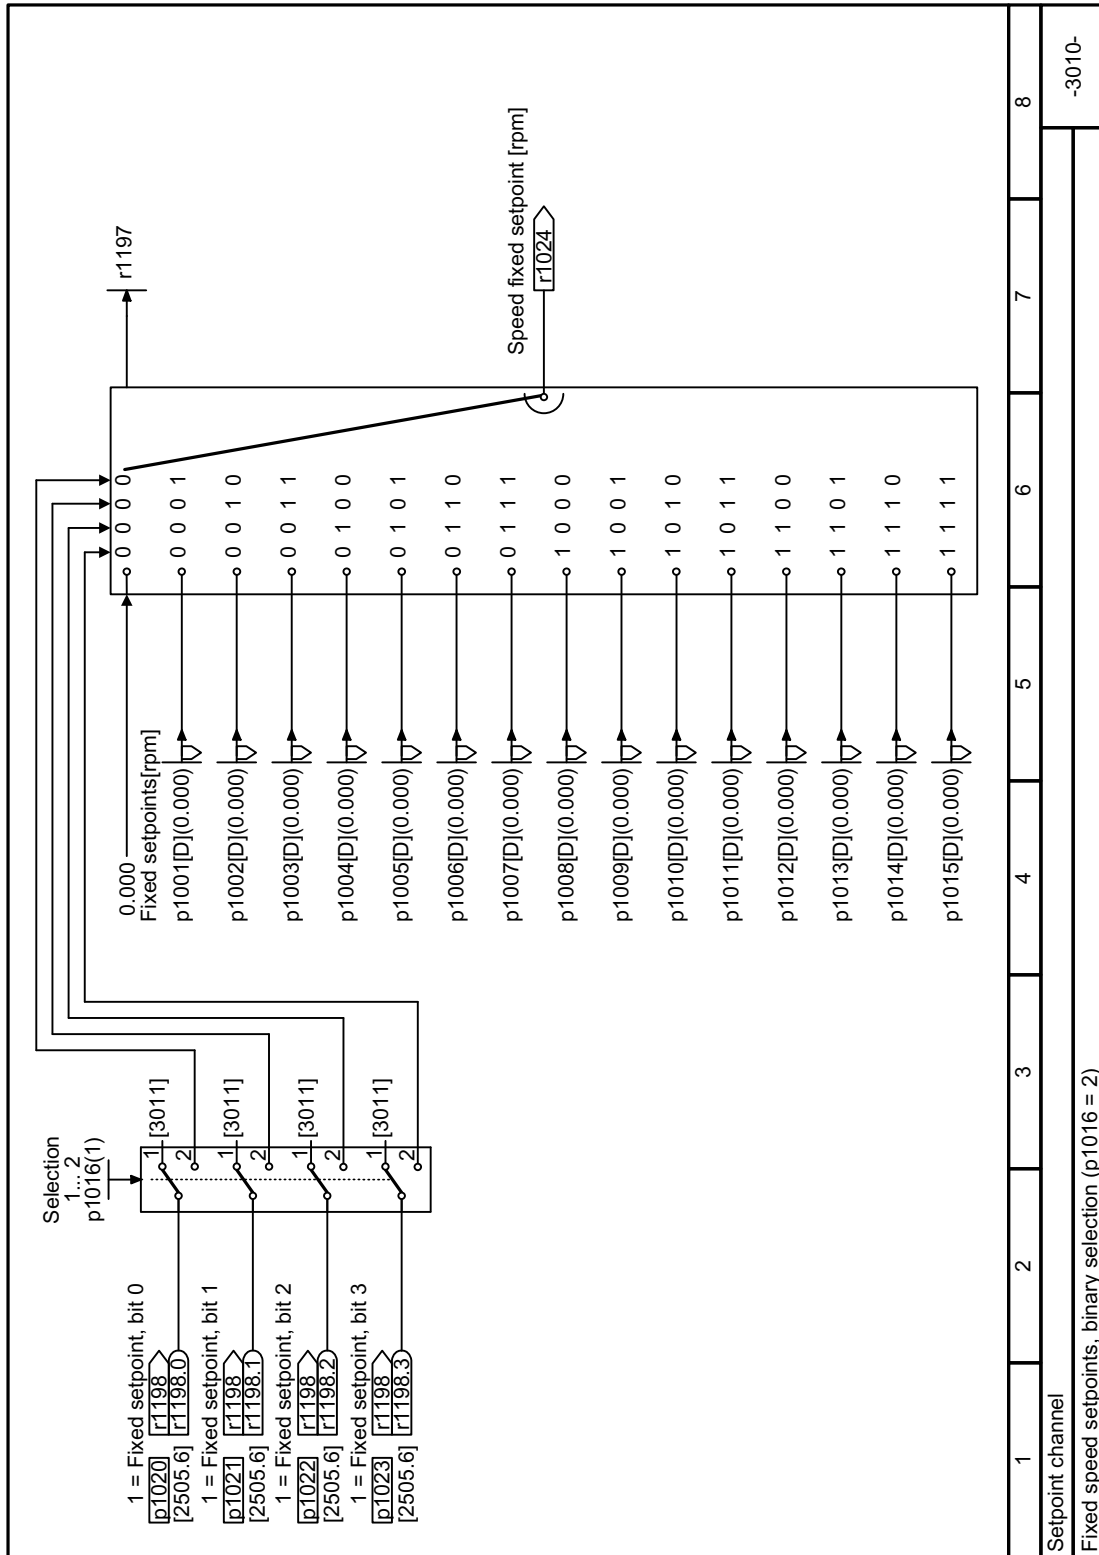 Selection
1... 2
p1016(1)
1 = Fixed setpoint, bit 0
p1020 r1198
[2505.6] r1198.0
1 [3011]
2
1 = Fixed setpoint, bit 1
p1021 r1198
[2505.6] r1198.1
1 [3011]
2
1 = Fixed setpoint, bit 2
p1022 r1198
[2505.6] r1198.2
1 [3011]
2
1 = Fixed setpoint, bit 3
p1023 r1198
[2505.6] r1198.3
1 [3011]
2
0.000
0 0 0 0
r1197
Fixed setpoints[rpm]
p1001[D](0.000) 0 0 0 1
p1002[D](0.000) 0 0 1 0
p1003[D](0.000) 0 0 1 1
p1004[D](0.000) 0 1 0 0
p1005[D](0.000) 0 1 0 1
p1006[D](0.000) 0 1 1 0
p1007[D](0.000) 0 1 1 1
p1008[D](0.000) 1 0 0 0
p1009[D](0.000) 1 0 0 1
p1010[D](0.000) 1 0 1 0
p1011[D](0.000) 1 0 1 1
p1012[D](0.000) 1 1 0 0
p1013[D](0.000) 1 1 0 1
p1014[D](0.000) 1 1 1 0
p1015[D](0.000) 1 1 1 1
Speed fixed setpoint [rpm]
r1024
1 2 3 4 5 6 7 8
Setpoint channel
-3010-
Fixed speed setpoints, binary selection (p1016 = 2)